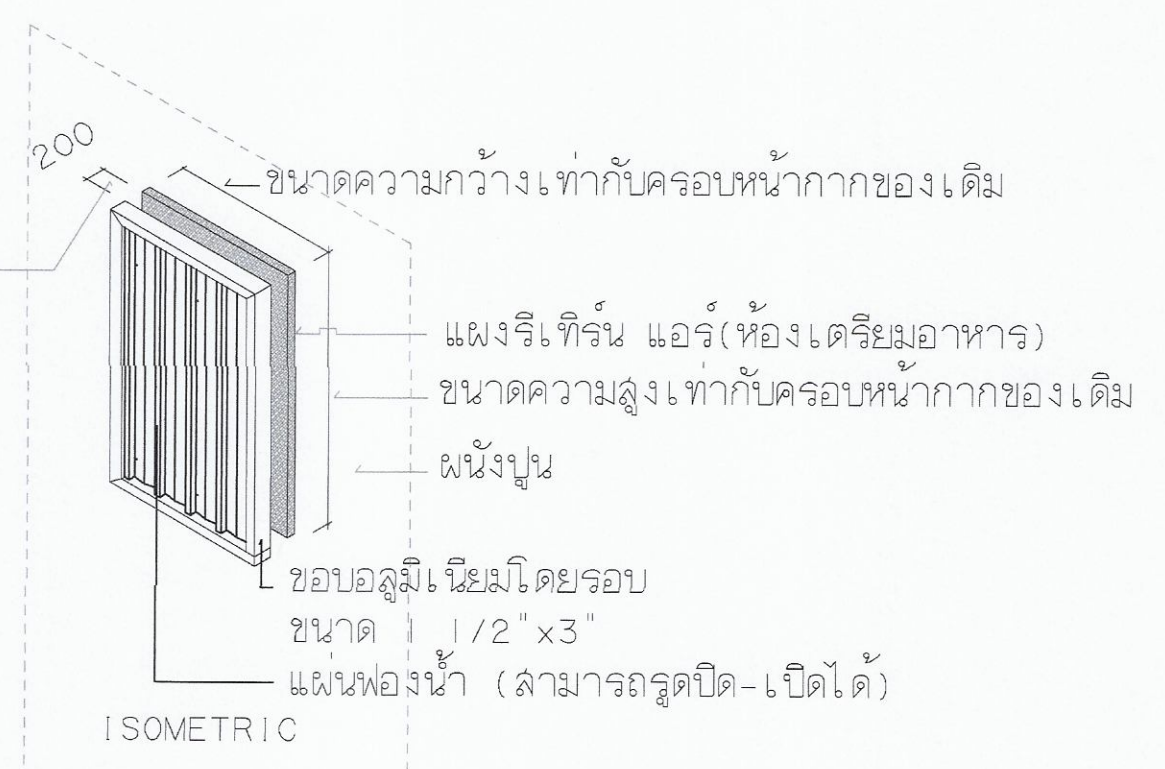 200
ขนาดความกว้างเท่ากับครอบหน้ากากของเดิม
แผงรีเทิร์น แอร์(ห้องเตรียมอาหาร)
ขนาดความสูงเท่ากับครอบหน้ากากของเดิม
ผนังปูน
ขอบอลูมิเนียมโดยรอบ
ขนาด 1 1/2"x3"
แผ่นฟองน้ำ (สามารถรูดปิด-เปิดได้)
ISOMETRIC